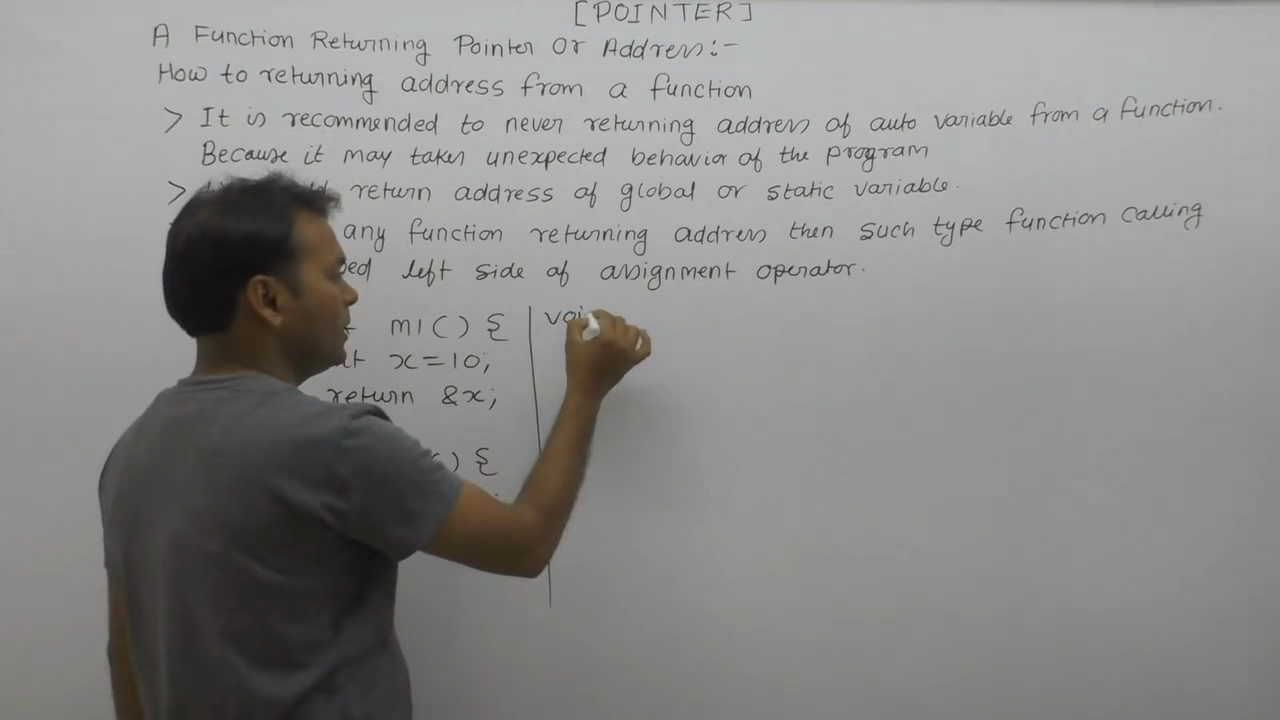 [POINTER]
A Function Returning Pointer Or Address:-
How to returning address from a function
> It is recommended to never returning address of auto variable from a function.
Because it may takes unexpected behavior of the program
> return address of global or static variable.
any function returning address then such type function calling
left side of assignment operator.
m1() {
x=10;
return &x;
) {
;
voi